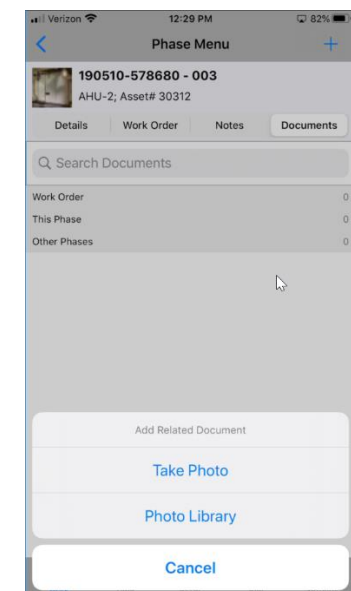 Verizon 12:29 PM 82%
Phase Menu
190510-578680 - 003
AHU-2; Asset# 30312
Details Work Order Notes Documents
Search Documents
Work Order 0
This Phase 0
Other Phases 0
Add Related Document
Take Photo
Photo Library
Cancel